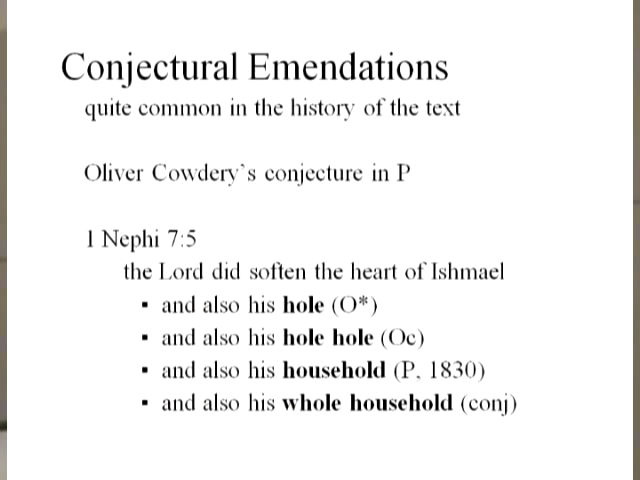 Conjectural Emendations
quite common in the history of the text
Oliver Cowdery`s conjecture in P
1 Nephi 7:5
the Lord did soften the heart of Ishmael
▪ and also his hole (O*)
▪ and also his hole hole (Oc)
▪ and also his household (P, 1830)
▪ and also his whole household (conj)